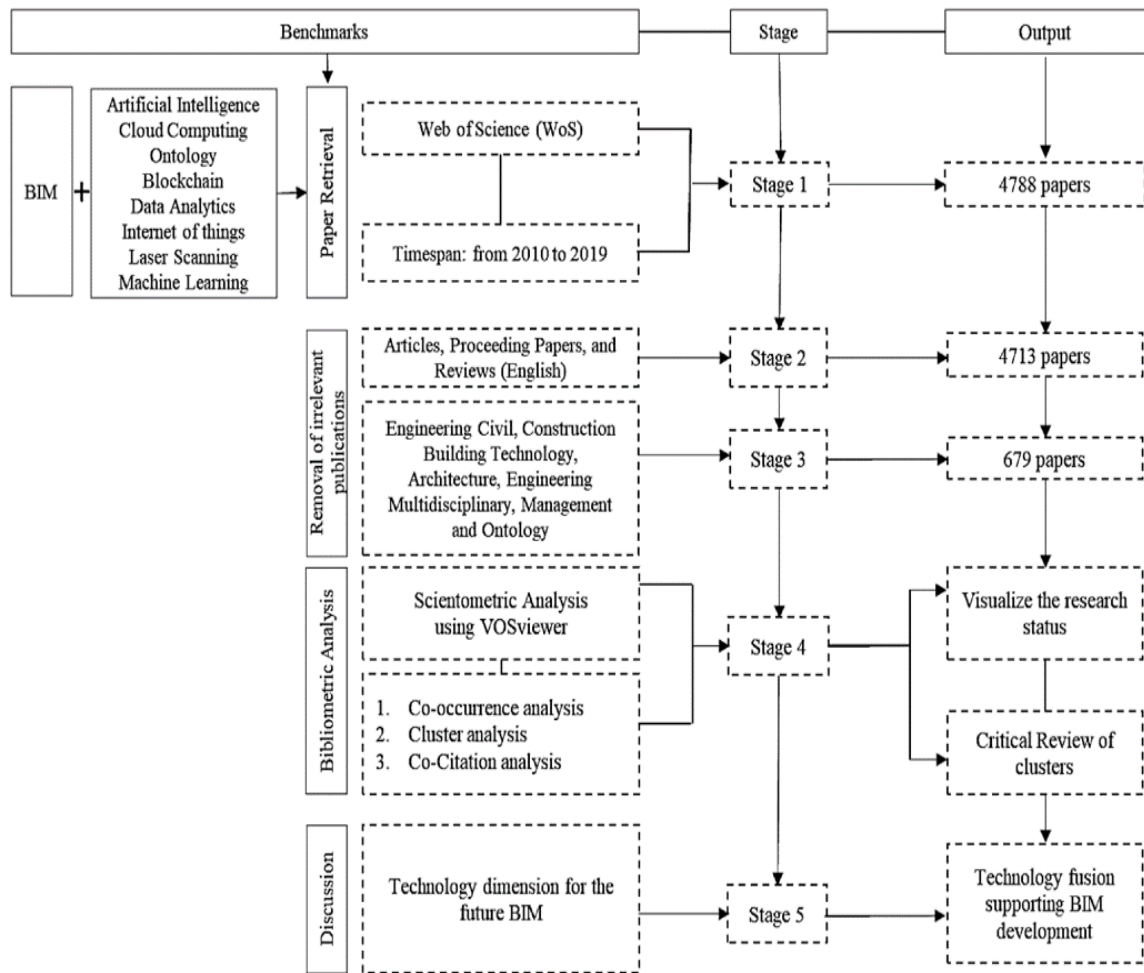 Benchmarks
Stage
Output
BIM
+
Artificial Intelligence
Cloud Computing
Ontology
Blockchain
Data Analytics
Internet of things
Laser Scanning
Machine Learning
Paper Retrieval
Web of Science (WoS)
Timespan: from 2010 to 2019
Stage 1
4788 papers
Removal of irrelevant
publications
Articles, Proceeding Papers, and
Reviews (English)
Stage 2
4713 papers
Engineering Civil, Construction
Building Technology,
Architecture, Engineering
Multidisciplinary, Management
and Ontology
Stage 3
679 papers
Bibliometric Analysis
Scientometric Analysis
using VOSviewer
1. Co-occurrence analysis
2. Cluster analysis
3. Co-Citation analysis
Stage 4
Visualize the research
status
Critical Review of
clusters
Discussion
Technology dimension for the
future BIM
Stage 5
Technology fusion
supporting BIM
development